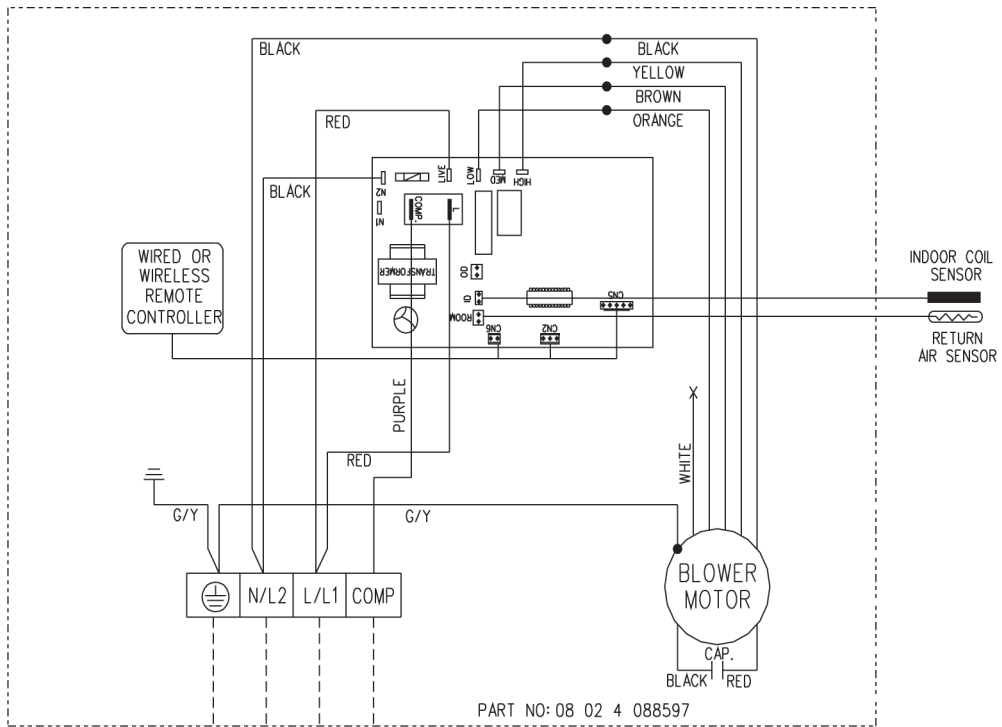 BLACK
BLACK
YELLOW
BROWN
ORANGE
RED
BLACK
N2
N1
LIVE
LOW
MED
HIGH
COMP.
L
TRANSFORMER
OD
ID
ROOM
CN6
CN2
CN5
WIRED OR
WIRELESS
REMOTE
CONTROLLER
INDOOR COIL
SENSOR
RETURN
AIR SENSOR
PURPLE
RED
WHITE
G/Y
G/Y
N/L2
L/L1
COMP
BLOWER
MOTOR
CAP.
BLACK
RED
PART NO: 08 02 4 088597